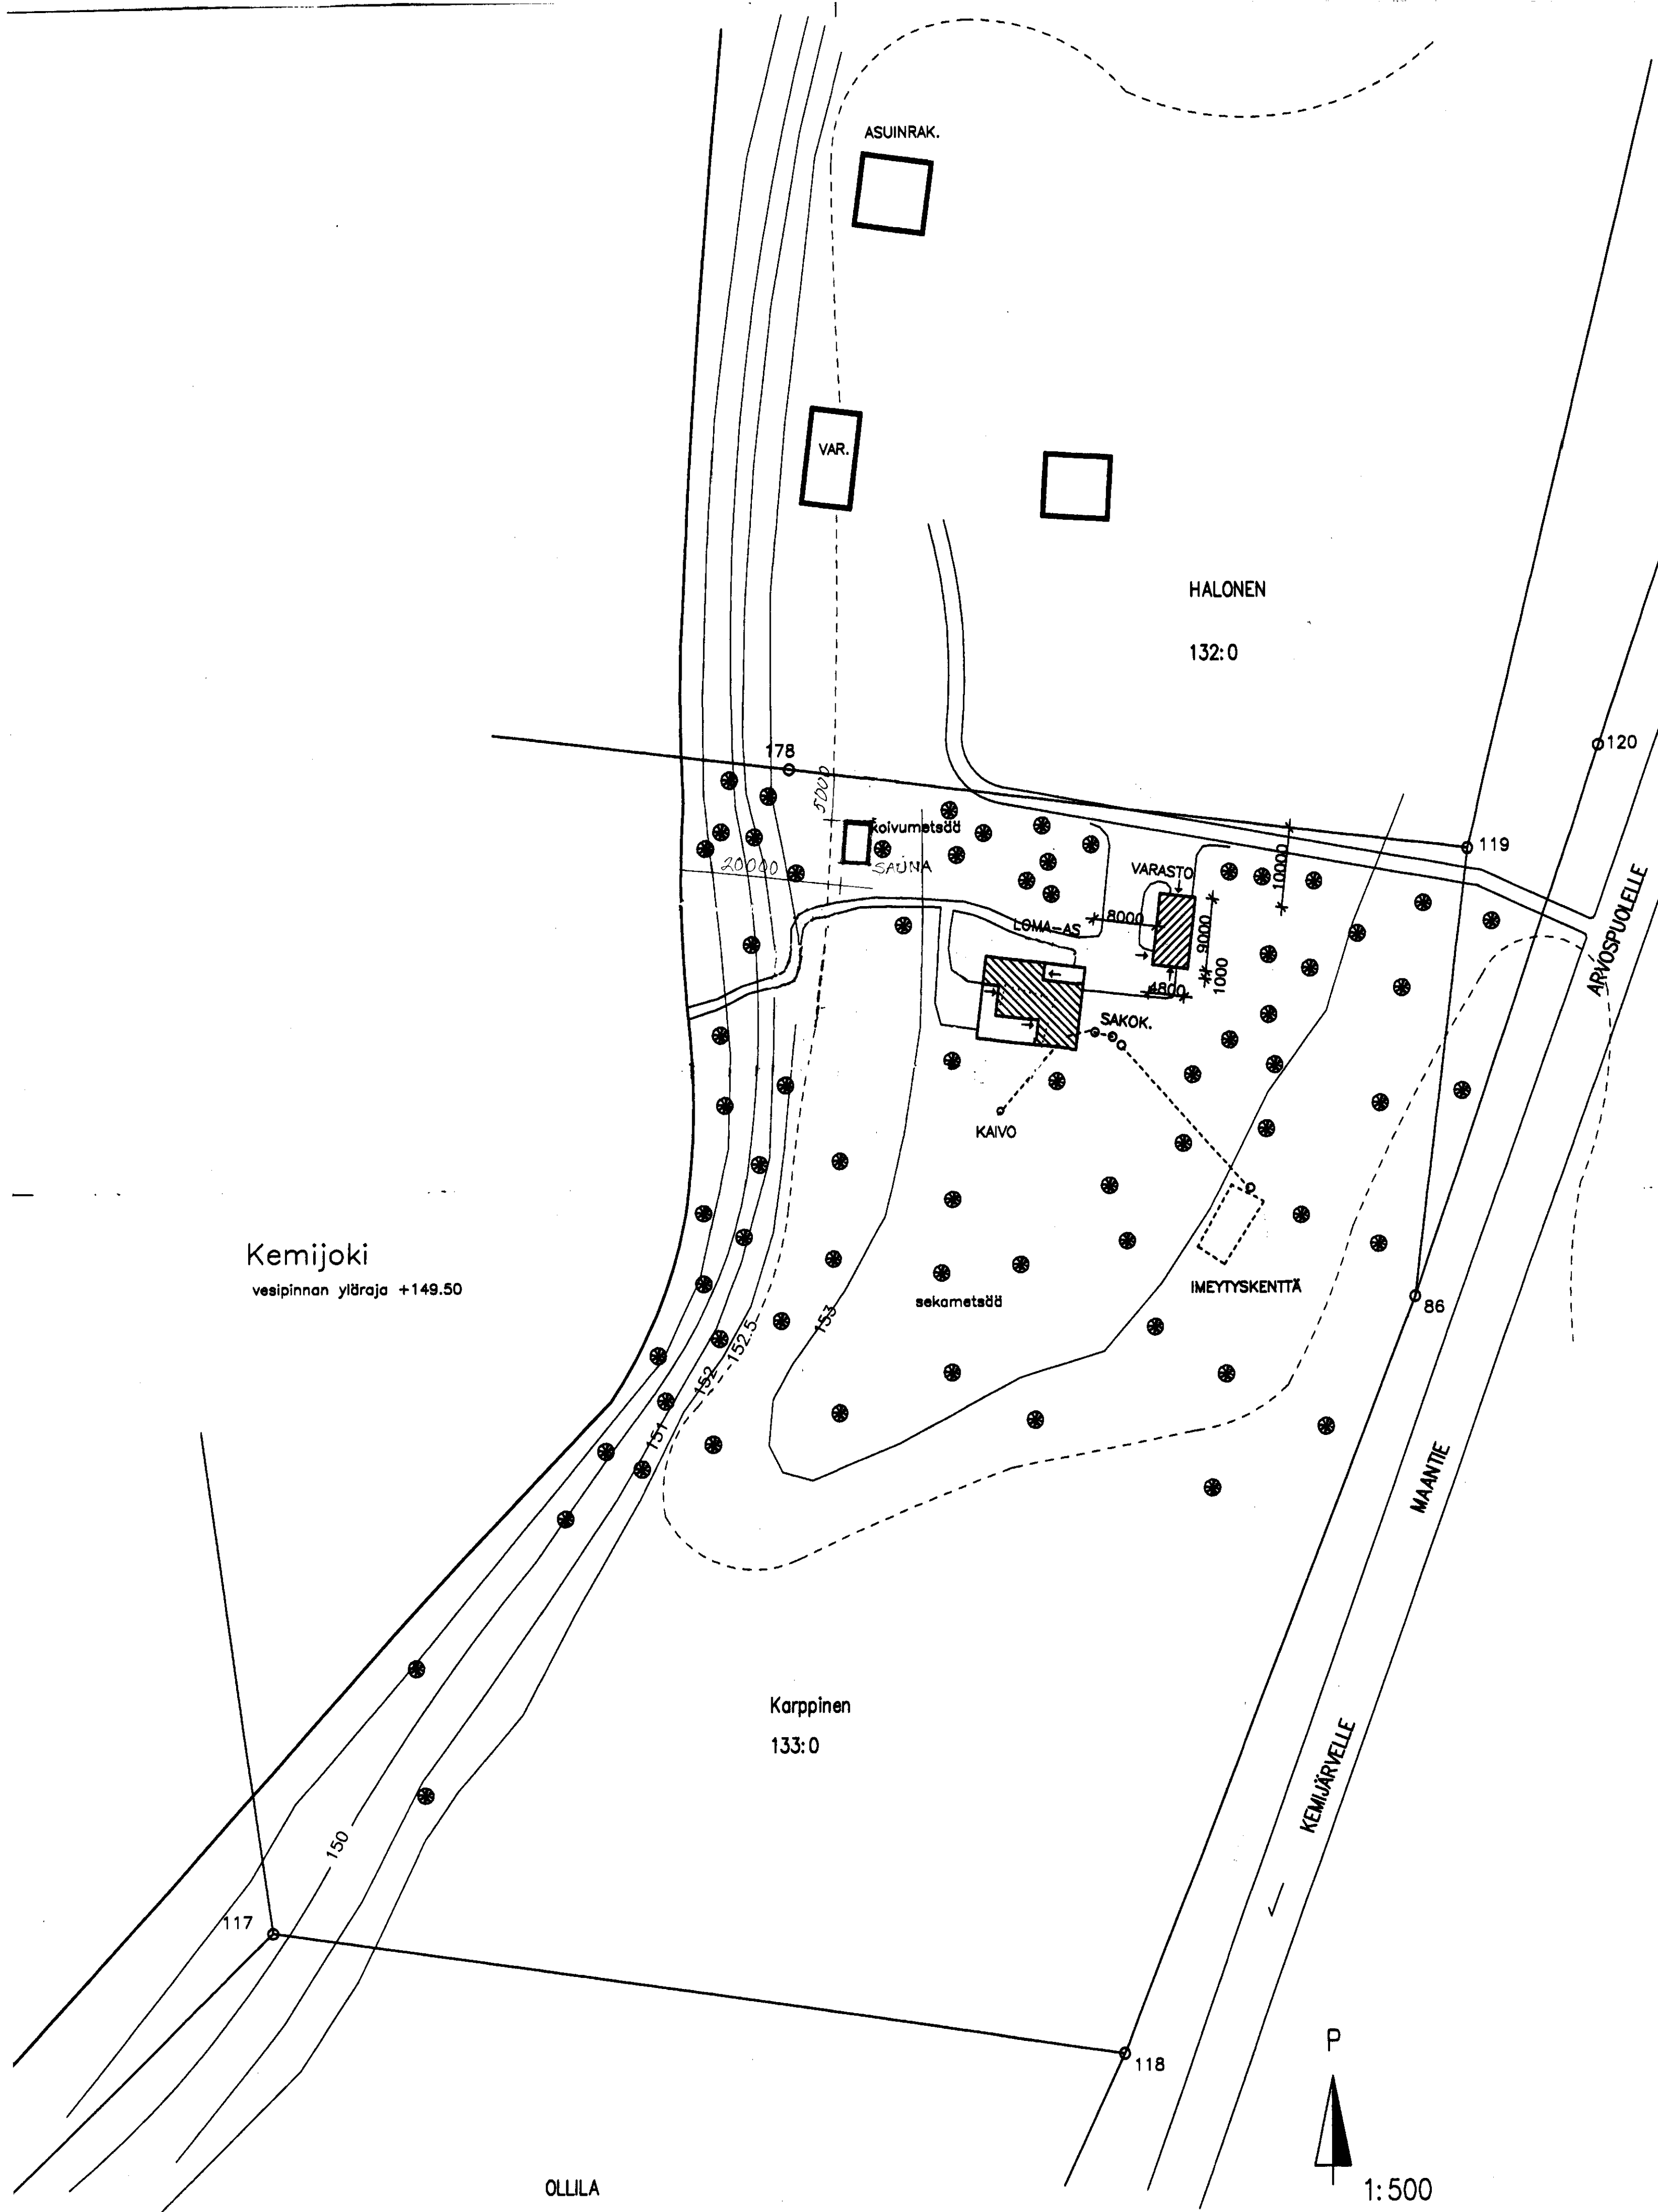 ASUINRAK.
VAR.
HALONEN
132:0
120
178
5000
koivumetsää
119
20000
SAUNA
VARASTO
10000
LOMA-AS
8000
9000
1000
4800
ARVOSPUOLELLE
SAKOK.
KAIVO
Kemijoki
vesipinnan yläraja +149.50
IMEYTYSKENTTÄ
sekametsää
86
153
152.5
152
151
MAANTIE
Karppinen
133:0
KEMIJÄRVELLE
150
117
118
P
OLLILA
1:500